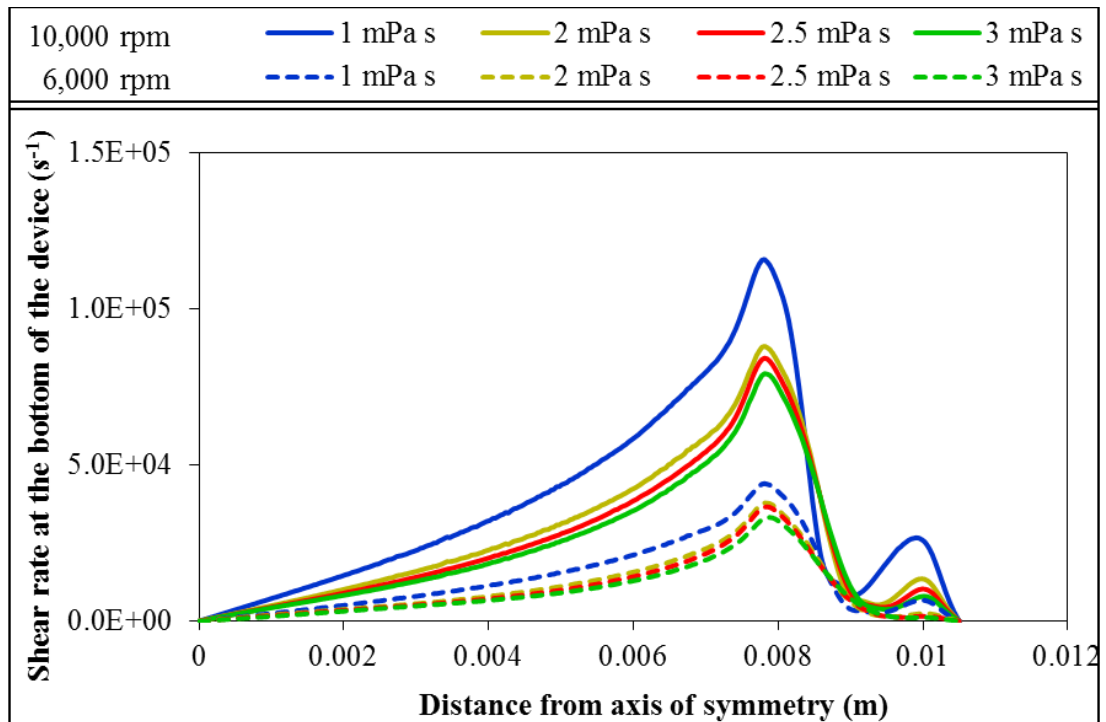 10,000 rpm 1 mPa s 2 mPa s 2.5 mPa s 3 mPa s
6,000 rpm 1 mPa s 2 mPa s 2.5 mPa s 3 mPa s
Shear rate at the bottom of the device (s⁻¹)
1.5E+05
1.0E+05
5.0E+04
0.0E+00
0 0.002 0.004 0.006 0.008 0.01 0.012
Distance from axis of symmetry (m)